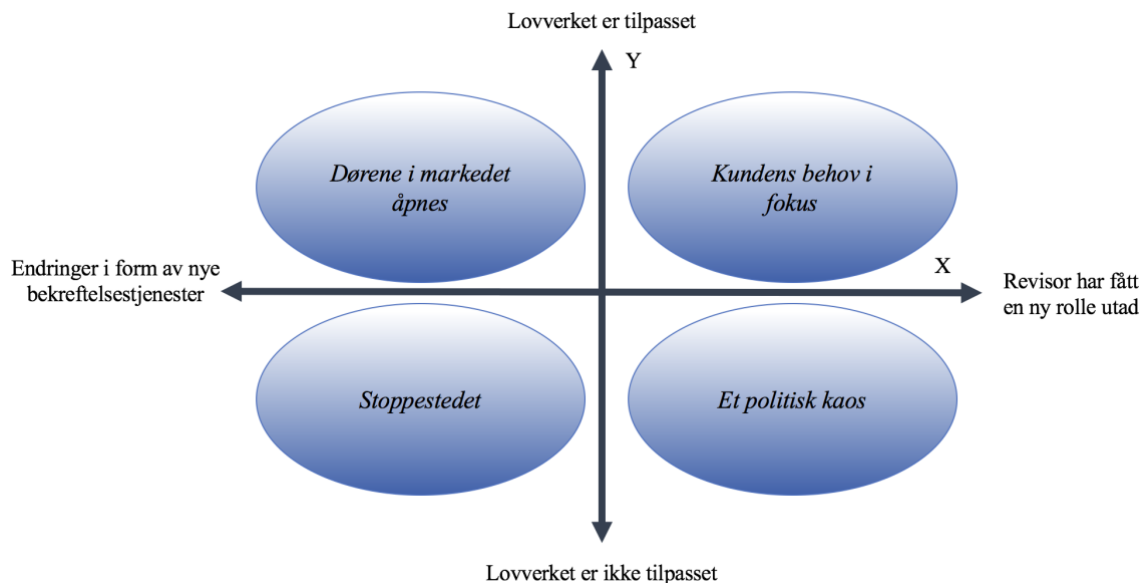 Lovverket er tilpasset
Y
Dørene i markedet
åpnes
Kundens behov i
fokus
Endringer i form av nye
bekreftelsestjenester
X
Revisor har fått
en ny rolle utad
Stoppestedet
Et politisk kaos
Lovverket er ikke tilpasset